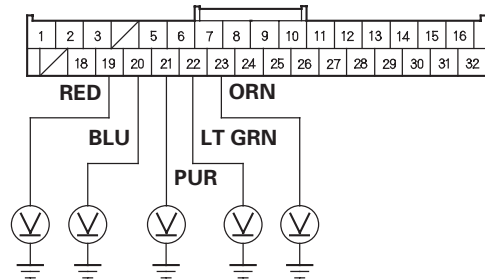 1 2 3 5 6 7 8 9 10 11 12 13 14 15 16
18 19 20 21 22 23 24 25 26 27 28 29 30 31 32
RED ORN
BLU LT GRN
PUR
V V V V V